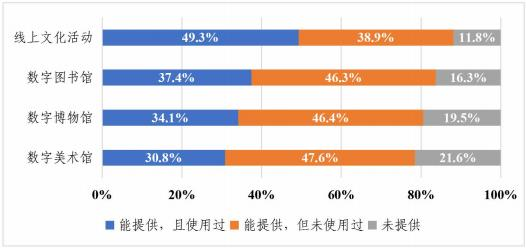 线上文化活动 49.3% 38.9% 11.8%
数字图书馆 37.4% 46.3% 16.3%
数字博物馆 34.1% 46.4% 19.5%
数字美术馆 30.8% 47.6% 21.6%
0% 20% 40% 60% 80% 100%
能提供，且使用过 能提供，但未使用过 未提供